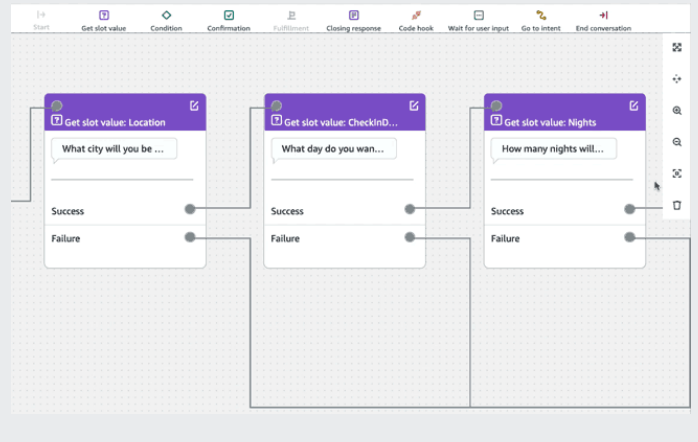 Start
Get slot value
Condition
Confirmation
Fulfillment
Closing response
Code hook
Wait for user input
Go to intent
End conversation
Get slot value: Location
What city will you be ...
Success
Failure
Get slot value: CheckInD...
What day do you wan...
Success
Failure
Get slot value: Nights
How many nights will...
Success
Failure